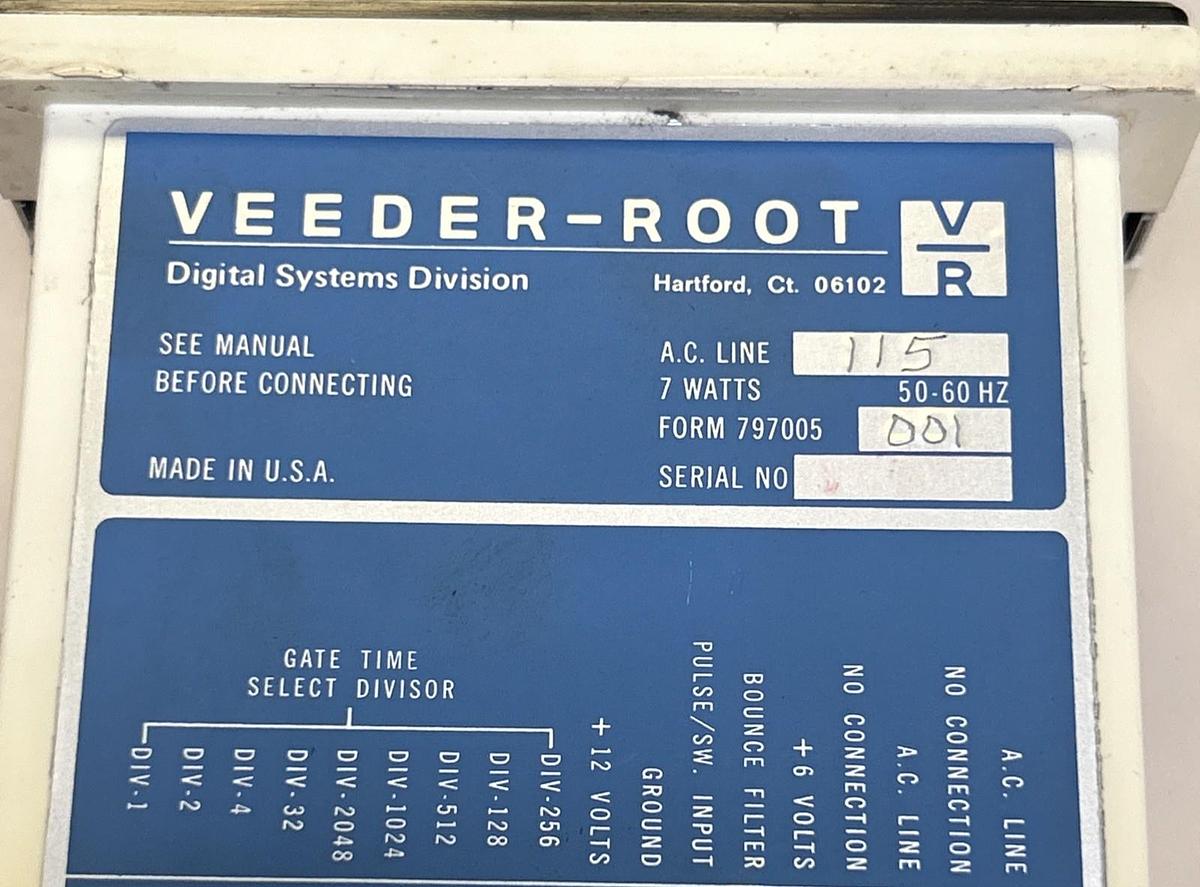 VEEDER-ROOT
V
R
Digital Systems Division
Hartford, Ct. 06102
SEE MANUAL
BEFORE CONNECTING
MADE IN U.S.A.
A.C. LINE 115
7 WATTS 50-60 HZ
FORM 797005 001
SERIAL NO
GATE TIME
SELECT DIVISOR
DIV-1
DIV-2
DIV-4
DIV-32
DIV-2048
DIV-1024
DIV-512
DIV-128
DIV-256
+12 VOLTS
GROUND
PULSE/SW. INPUT
BOUNCE FILTER
+6 VOLTS
NO CONNECTION
A.C. LINE
NO CONNECTION
A.C. LINE